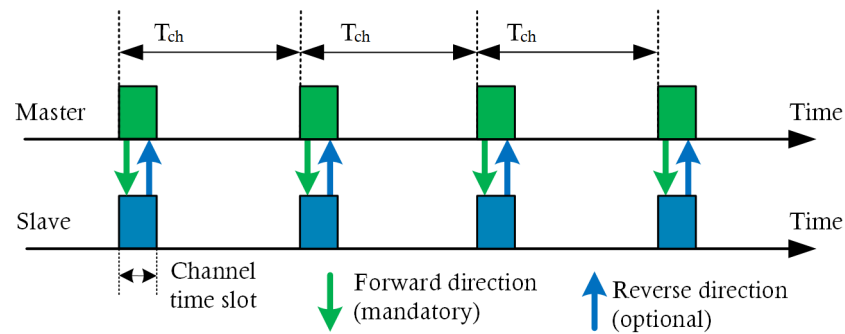 Tch Tch Tch
Master Time
Slave Time
Channel
time slot
Forward direction
(mandatory)
Reverse direction
(optional)